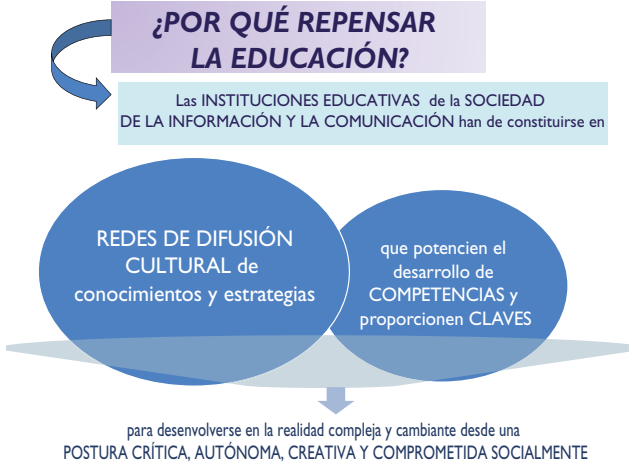 ¿POR QUÉ REPENSAR
LA EDUCACIÓN?
Las INSTITUCIONES EDUCATIVAS de la SOCIEDAD
DE LA INFORMACIÓN Y LA COMUNICACIÓN han de constituirse en
REDES DE DIFUSIÓN
CULTURAL de
conocimientos y estrategias
que potencien el
desarrollo de
COMPETENCIAS y
proporcionen CLAVES
para desenvolverse en la realidad compleja y cambiante desde una
POSTURA CRÍTICA, AUTÓNOMA, CREATIVA Y COMPROMETIDA SOCIALMENTE